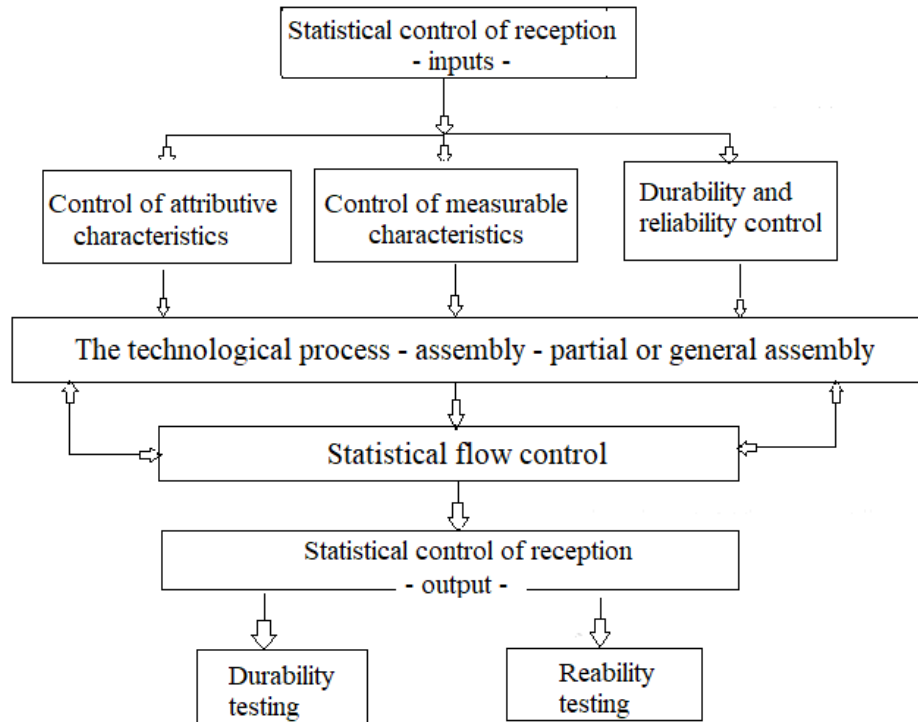 Statistical control of reception
- inputs -
Control of attributive
characteristics
Control of measurable
characteristics
Durability and
reliability control
The technological process - assembly - partial or general assembly
Statistical flow control
Statistical control of reception
- output -
Durability
testing
Reability
testing